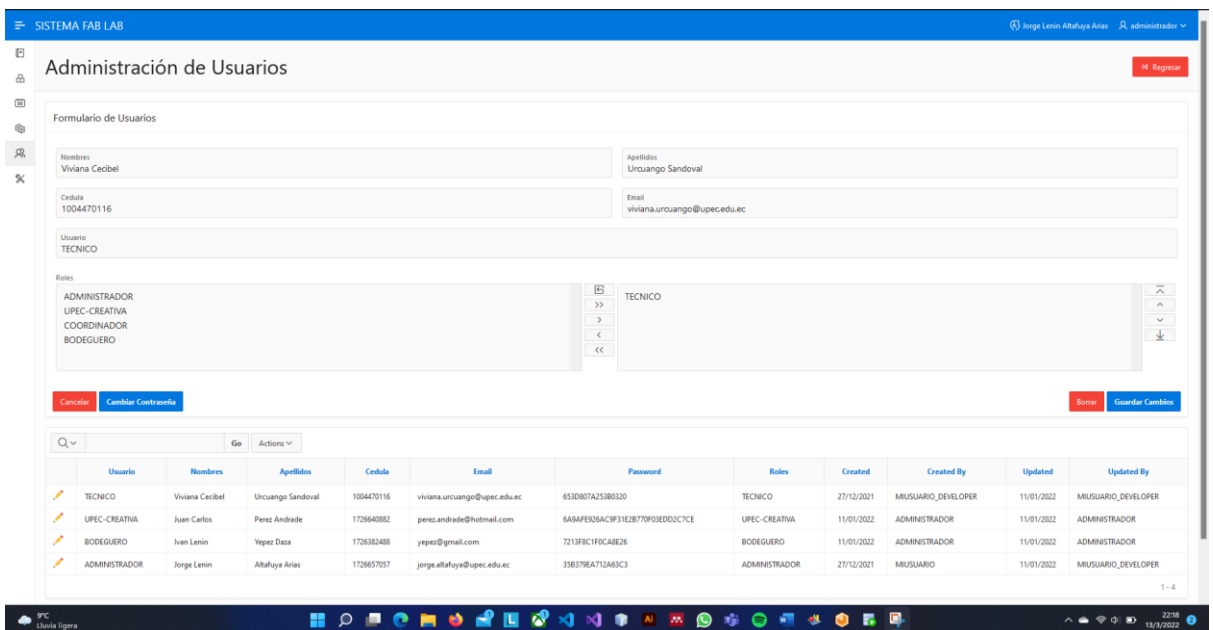 SISTEMA FAB LAB Jorge Lenin Altafuya Arias administrador
Administración de Usuarios Regresar
Formulario de Usuarios
Nombres Apellidos
Viviana Cecibel Urcuango Sandoval
Cedula Email
1004470116 viviana.urcuango@upec.edu.ec
Usuario
TECNICO
Roles
ADMINISTRADOR TECNICO
UPEC-CREATIVA
COORDINADOR
BODEGUERO
Cancelar Cambiar Contraseña Borrar Guardar Cambios
Go Actions
Usuario Nombres Apellidos Cedula Email Password Roles Created Created By Updated Updated By
TECNICO Viviana Cecibel Urcuango Sandoval 1004470116 viviana.urcuango@upec.edu.ec 653D807A253B0320 TECNICO 27/12/2021 MIUSUARIO_DEVELOPER 11/01/2022 MIUSUARIO_DEVELOPER
UPEC-CREATIVA Juan Carlos Perez Andrade 1726640882 perez.andrade@hotmail.com 6A9AFE926AC9F31E2B770F03EDD2C7CE UPEC-CREATIVA 11/01/2022 ADMINISTRADOR 11/01/2022 ADMINISTRADOR
BODEGUERO Ivan Lenin Yepez Daza 1726382488 yepez@gmail.com 7213F8C1F0CA8E26 BODEGUERO 11/01/2022 ADMINISTRADOR 11/01/2022 ADMINISTRADOR
ADMINISTRADOR Jorge Lenin Altafuya Arias 1726657057 jorge.altafuya@upec.edu.ec 35B379EA712A63C3 ADMINISTRADOR 27/12/2021 MIUSUARIO 11/01/2022 MIUSUARIO_DEVELOPER
1 - 4
9°C 22:18
Lluvia ligera 13/3/2022